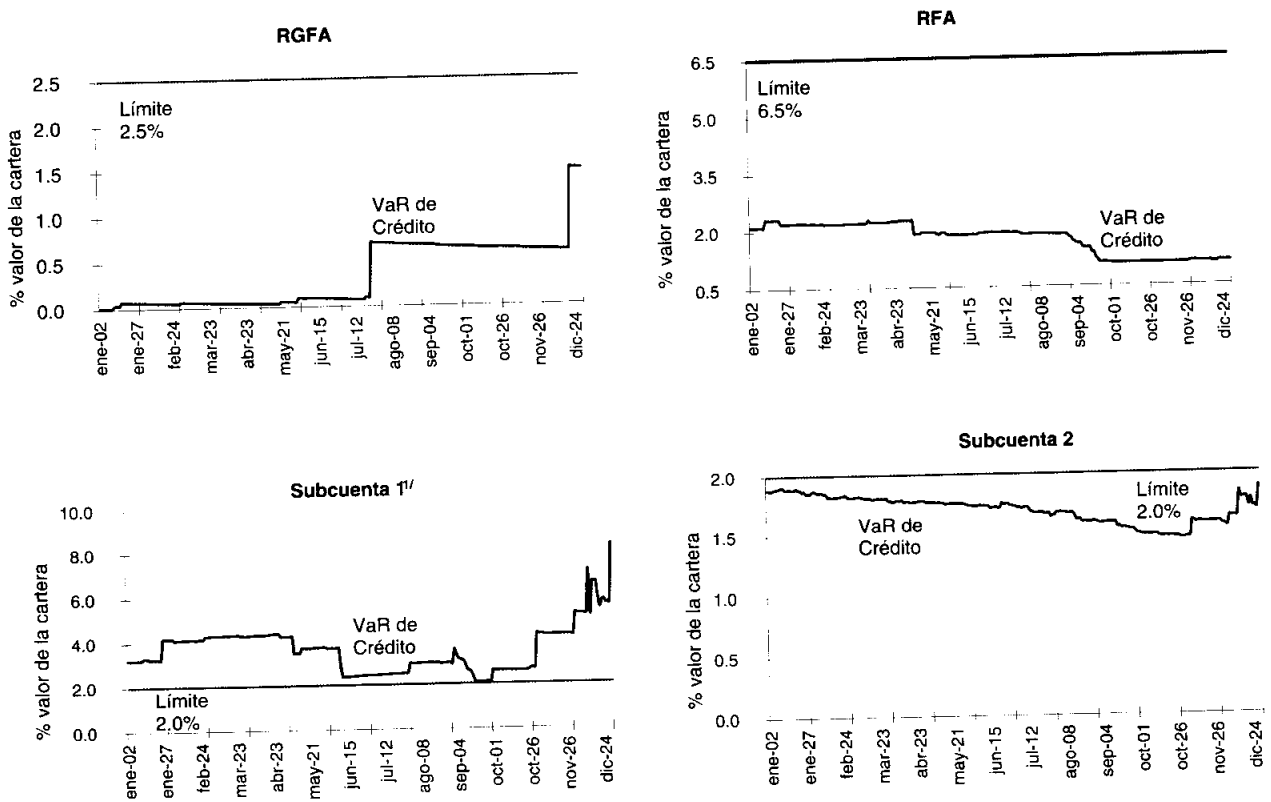 RGFA
% valor de la cartera
2.5
2.0
1.5
1.0
0.5
0.0
Límite
2.5%
VaR de
Crédito
ene-02
ene-27
feb-24
mar-23
abr-23
may-21
jun-15
jul-12
ago-08
sep-04
oct-01
oct-26
nov-26
dic-24
RFA
% valor de la cartera
6.5
5.0
3.5
2.0
0.5
Límite
6.5%
VaR de
Crédito
ene-02
ene-27
feb-24
mar-23
abr-23
may-21
jun-15
jul-12
ago-08
sep-04
oct-01
oct-26
nov-26
dic-24
Subcuenta 1¹/
% valor de la cartera
10.0
8.0
6.0
4.0
2.0
0.0
VaR de
Crédito
Límite
2.0%
ene-02
ene-27
feb-24
mar-23
abr-23
may-21
jun-15
jul-12
ago-08
sep-04
oct-01
oct-26
nov-26
dic-24
Subcuenta 2
% valor de la cartera
2.0
1.5
1.0
0.5
0.0
Límite
2.0%
VaR de
Crédito
ene-02
ene-27
feb-24
mar-23
abr-23
may-21
jun-15
jul-12
ago-08
sep-04
oct-01
oct-26
nov-26
dic-24